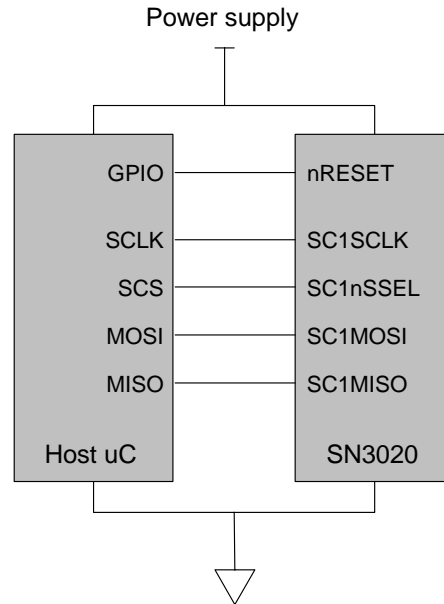 Power supply
GPIO nRESET
SCLK SC1SCLK
SCS SC1nSSEL
MOSI SC1MOSI
MISO SC1MISO
Host uC SN3020